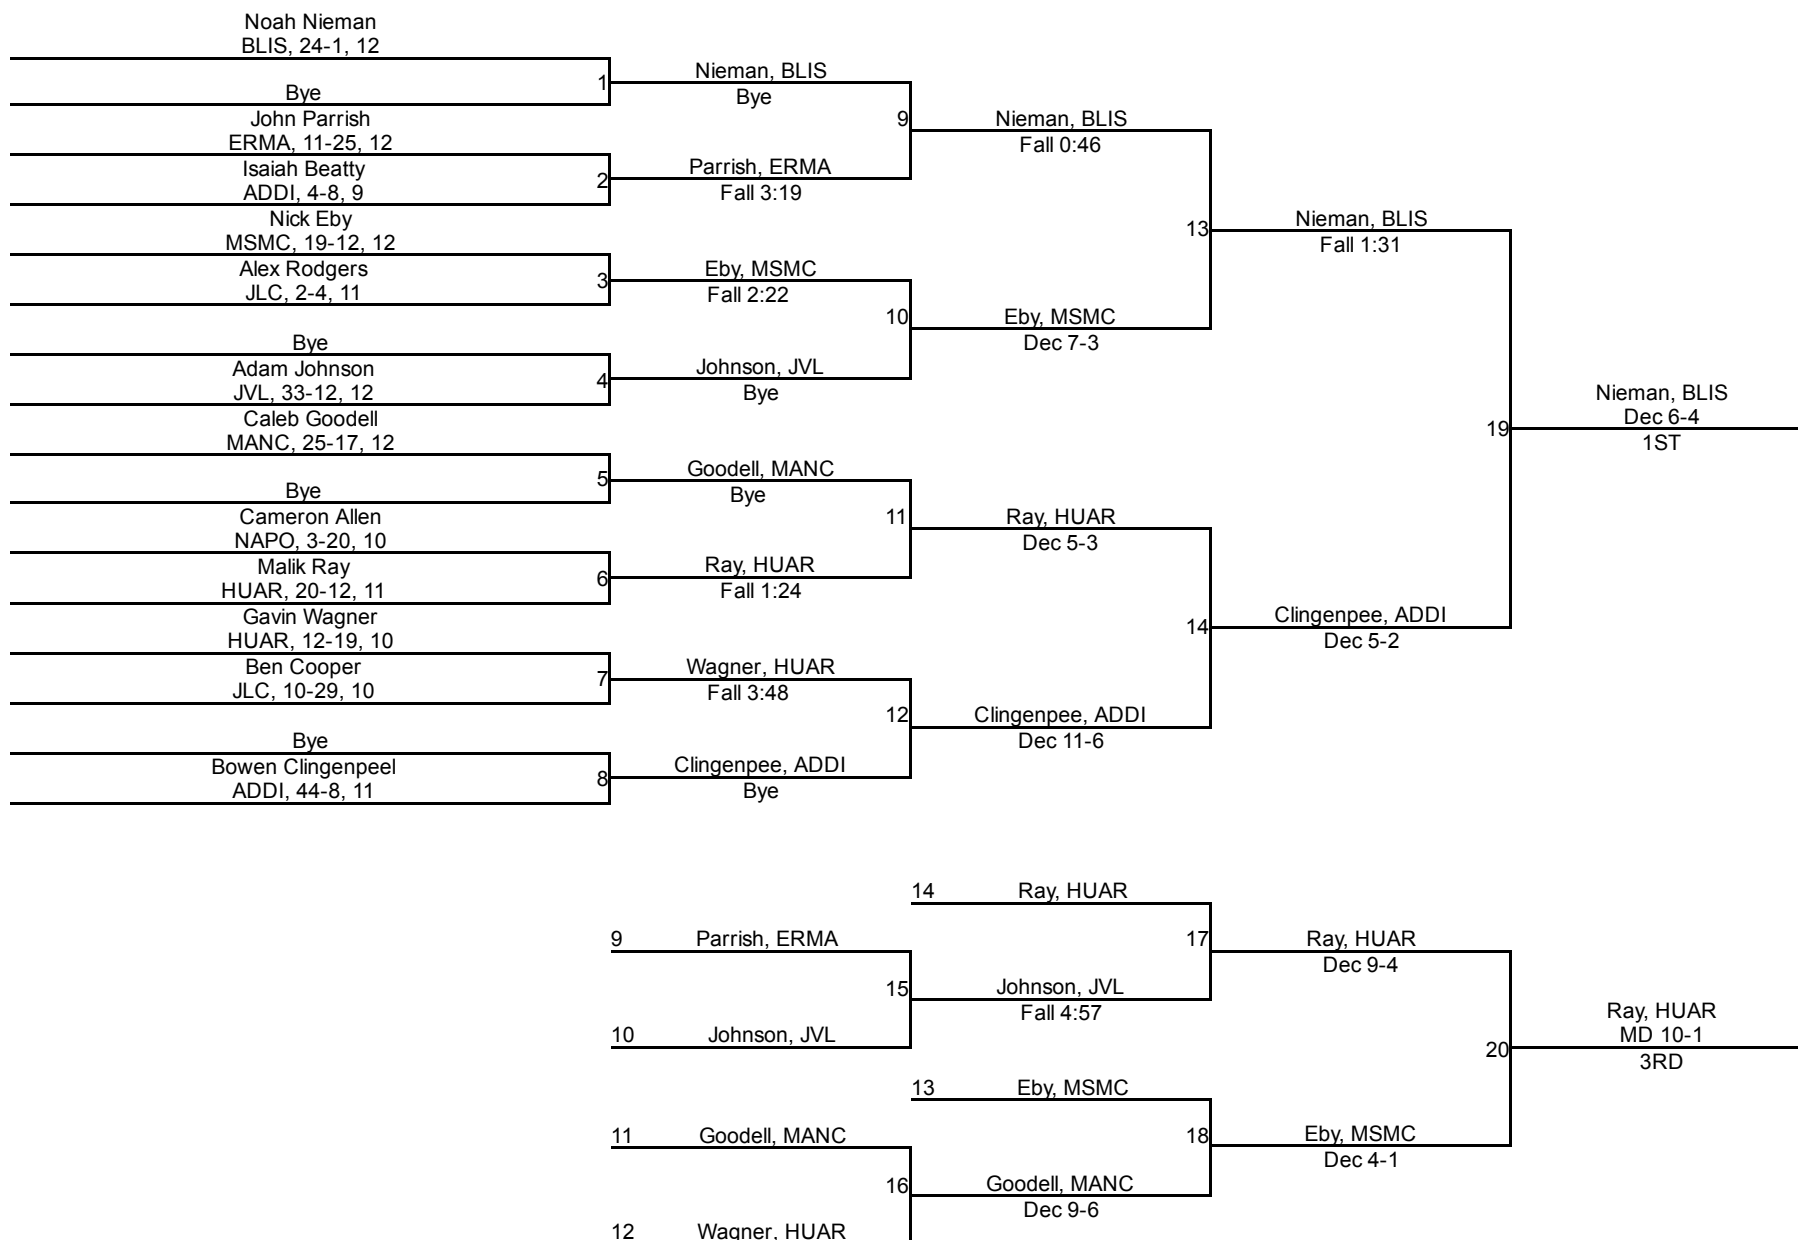 Noah Nieman
BLIS, 24-1, 12
1
Bye
Nieman, BLIS
Bye
John Parrish
ERMA, 11-25, 12
2
Isaiah Beatty
ADDI, 4-8, 9
Parrish, ERMA
Fall 3:19
9
Nieman, BLIS
Fall 0:46
Nick Eby
MSMC, 19-12, 12
3
Alex Rodgers
JLC, 2-4, 11
Eby, MSMC
Fall 2:22
Bye
4
Adam Johnson
JVL, 33-12, 12
Johnson, JVL
Bye
10
Eby, MSMC
Dec 7-3
13
Nieman, BLIS
Fall 1:31
Caleb Goodell
MANC, 25-17, 12
5
Bye
Goodell, MANC
Bye
Cameron Allen
NAPO, 3-20, 10
6
Malik Ray
HUAR, 20-12, 11
Ray, HUAR
Fall 1:24
11
Ray, HUAR
Dec 5-3
Gavin Wagner
HUAR, 12-19, 10
7
Ben Cooper
JLC, 10-29, 10
Wagner, HUAR
Fall 3:48
Bye
8
Bowen Clingenpeel
ADDI, 44-8, 11
Clingenpee, ADDI
Bye
12
Clingenpee, ADDI
Dec 11-6
14
Clingenpee, ADDI
Dec 5-2
19
Nieman, BLIS
Dec 6-4
1ST
14 Ray, HUAR
9 Parrish, ERMA
15
10 Johnson, JVL
Johnson, JVL
Fall 4:57
17
Ray, HUAR
Dec 9-4
13 Eby, MSMC
11 Goodell, MANC
16
12 Wagner, HUAR
Goodell, MANC
Dec 9-6
18
Eby, MSMC
Dec 4-1
20
Ray, HUAR
MD 10-1
3RD